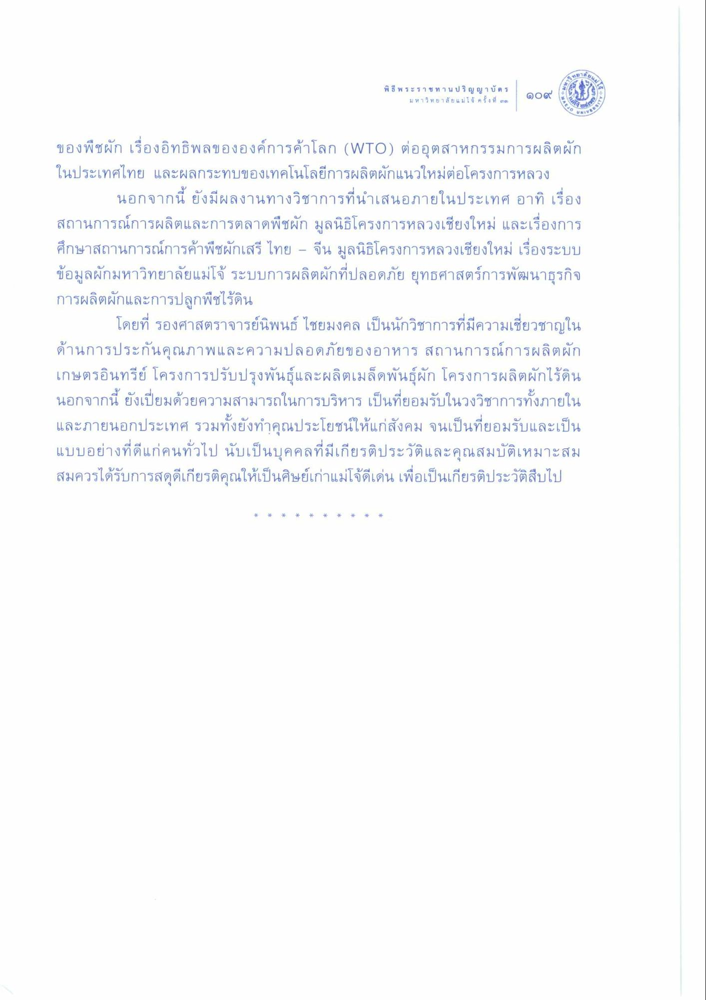 พิธีพระราชทานปริญญาบัตร
มหาวิทยาลัยแม่โจ้ ครั้งที่ ๓๑
๑๐๙
มหาวิทยาลัยแม่โจ้
MAEJO UNIVERSITY
ของพืชผัก เรื่องอิทธิพลขององค์การค้าโลก (WTO) ต่ออุตสาหกรรมการผลิตผัก
ในประเทศไทย และผลกระทบของเทคโนโลยีการผลิตผักแนวใหม่ต่อโครงการหลวง
นอกจากนี้ ยังมีผลงานทางวิชาการที่นำเสนอภายในประเทศ อาทิ เรื่อง
สถานการณ์การผลิตและการตลาดพืชผัก มูลนิธิโครงการหลวงเชียงใหม่ และเรื่องการ
ศึกษาสถานการณ์การค้าพืชผักเสรี ไทย – จีน มูลนิธิโครงการหลวงเชียงใหม่ เรื่องระบบ
ข้อมูลผักมหาวิทยาลัยแม่โจ้ ระบบการผลิตผักที่ปลอดภัย ยุทธศาสตร์การพัฒนาธุรกิจ
การผลิตผักและการปลูกพืชไร้ดิน
โดยที่ รองศาสตราจารย์นิพนธ์ ไชยมงคล เป็นนักวิชาการที่มีความเชี่ยวชาญใน
ด้านการประกันคุณภาพและความปลอดภัยของอาหาร สถานการณ์การผลิตผัก
เกษตรอินทรีย์ โครงการปรับปรุงพันธุ์และผลิตเมล็ดพันธุ์ผัก โครงการผลิตผักไร้ดิน
นอกจากนี้ ยังเปี่ยมด้วยความสามารถในการบริหาร เป็นที่ยอมรับในวงวิชาการทั้งภายใน
และภายนอกประเทศ รวมทั้งยังทำคุณประโยชน์ให้แก่สังคม จนเป็นที่ยอมรับและเป็น
แบบอย่างที่ดีแก่คนทั่วไป นับเป็นบุคคลที่มีเกียรติประวัติและคุณสมบัติเหมาะสม
สมควรได้รับการสดุดีเกียรติคุณให้เป็นศิษย์เก่าแม่โจ้ดีเด่น เพื่อเป็นเกียรติประวัติสืบไป
* * * * * * * * * *